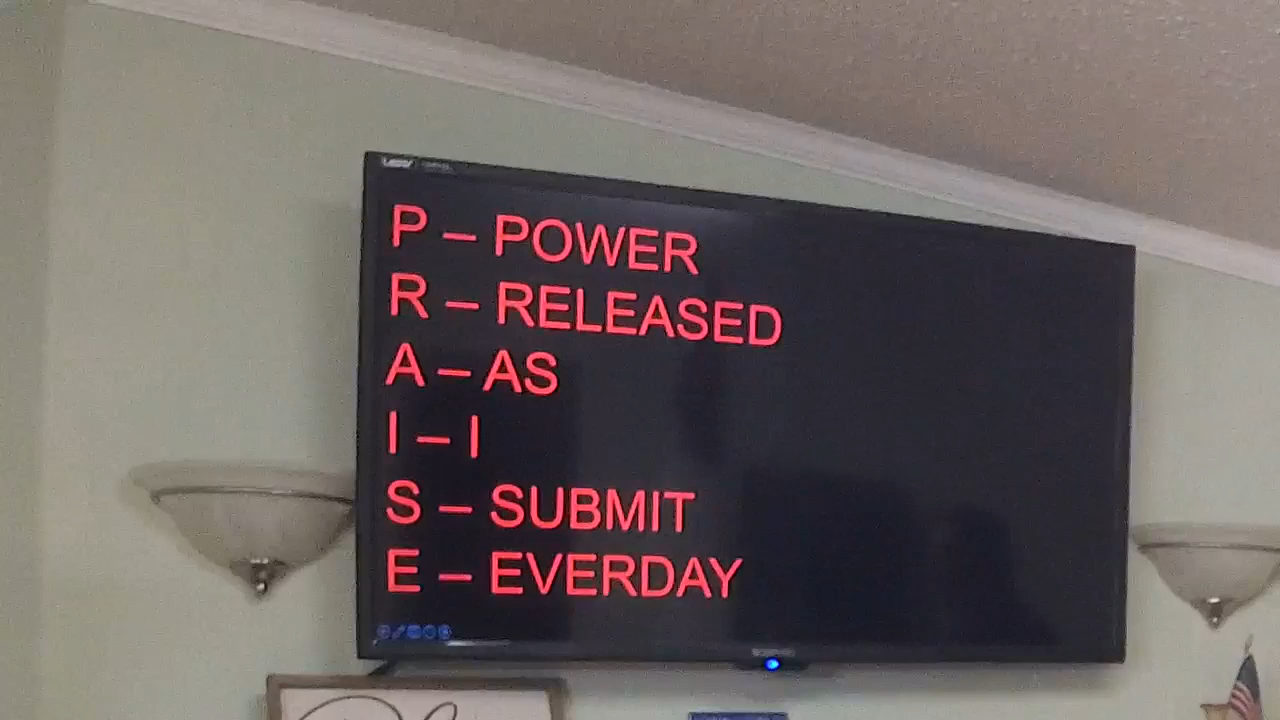 P – POWER
R – RELEASED
A – AS
I – I
S – SUBMIT
E – EVERDAY